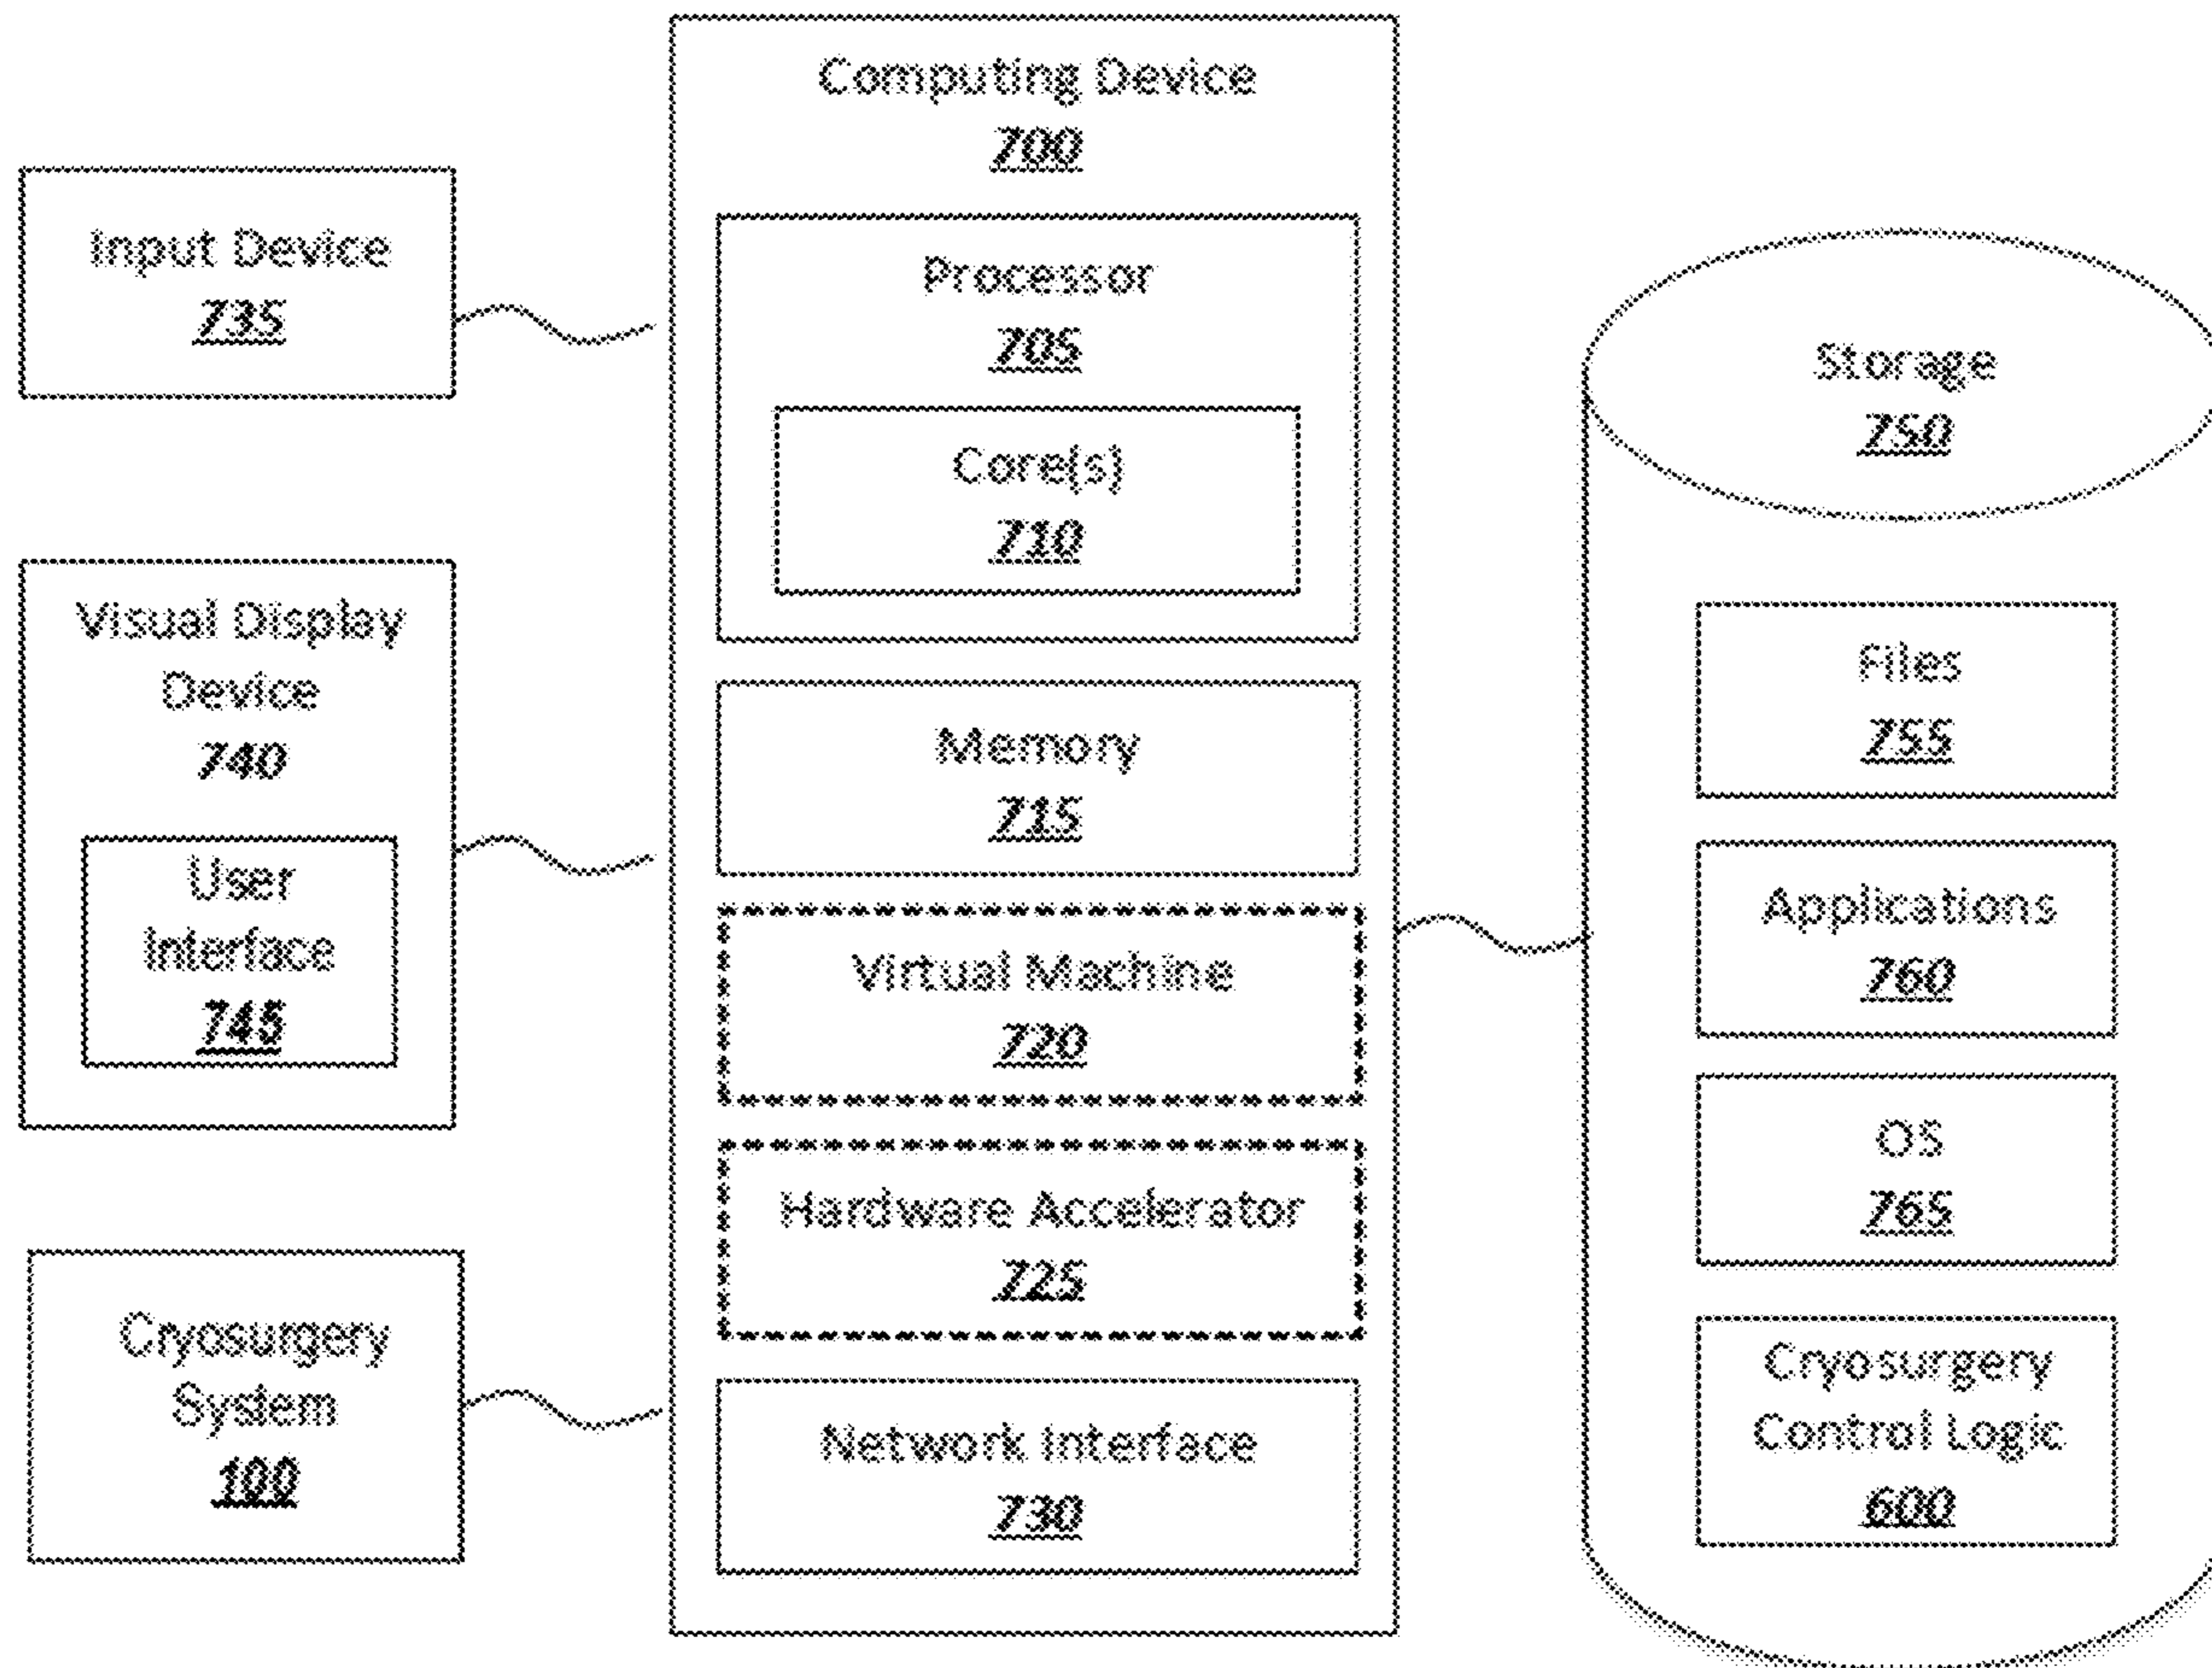 Computing Device
700
Input Device
735
Processor
705
Core(s)
710
Storage
750
Visual Display
Device
740
User
Interface
745
Memory
715
Files
755
Virtual Machine
720
Applications
760
Hardware Accelerator
725
OS
765
Cryosurgery
System
100
Network Interface
730
Cryosurgery
Control Logic
600